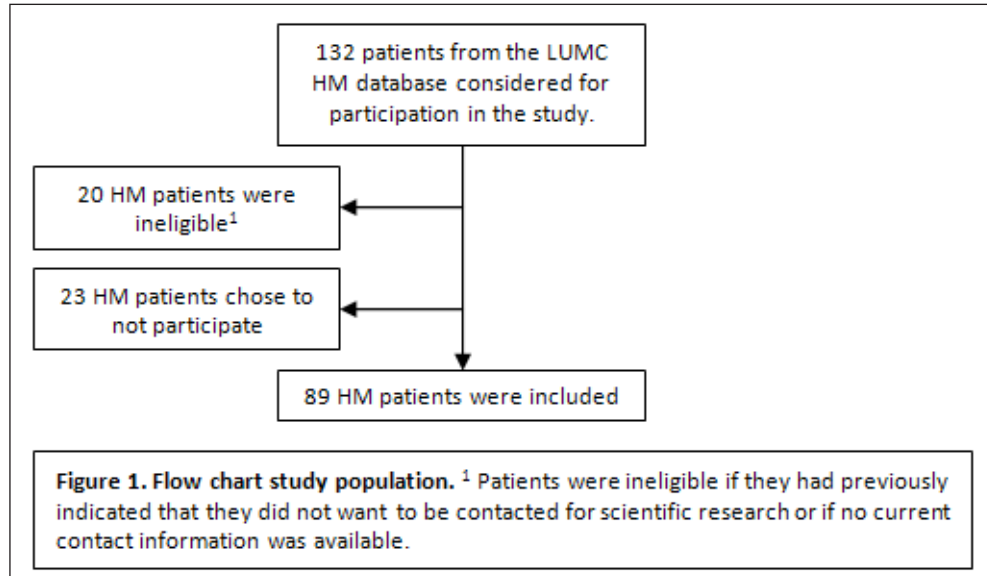 132 patients from the LUMC
HM database considered for
participation in the study.
20 HM patients were
ineligible¹
23 HM patients chose to
not participate
89 HM patients were included
Figure 1. Flow chart study population. ¹ Patients were ineligible if they had previously
indicated that they did not want to be contacted for scientific research or if no current
contact information was available.